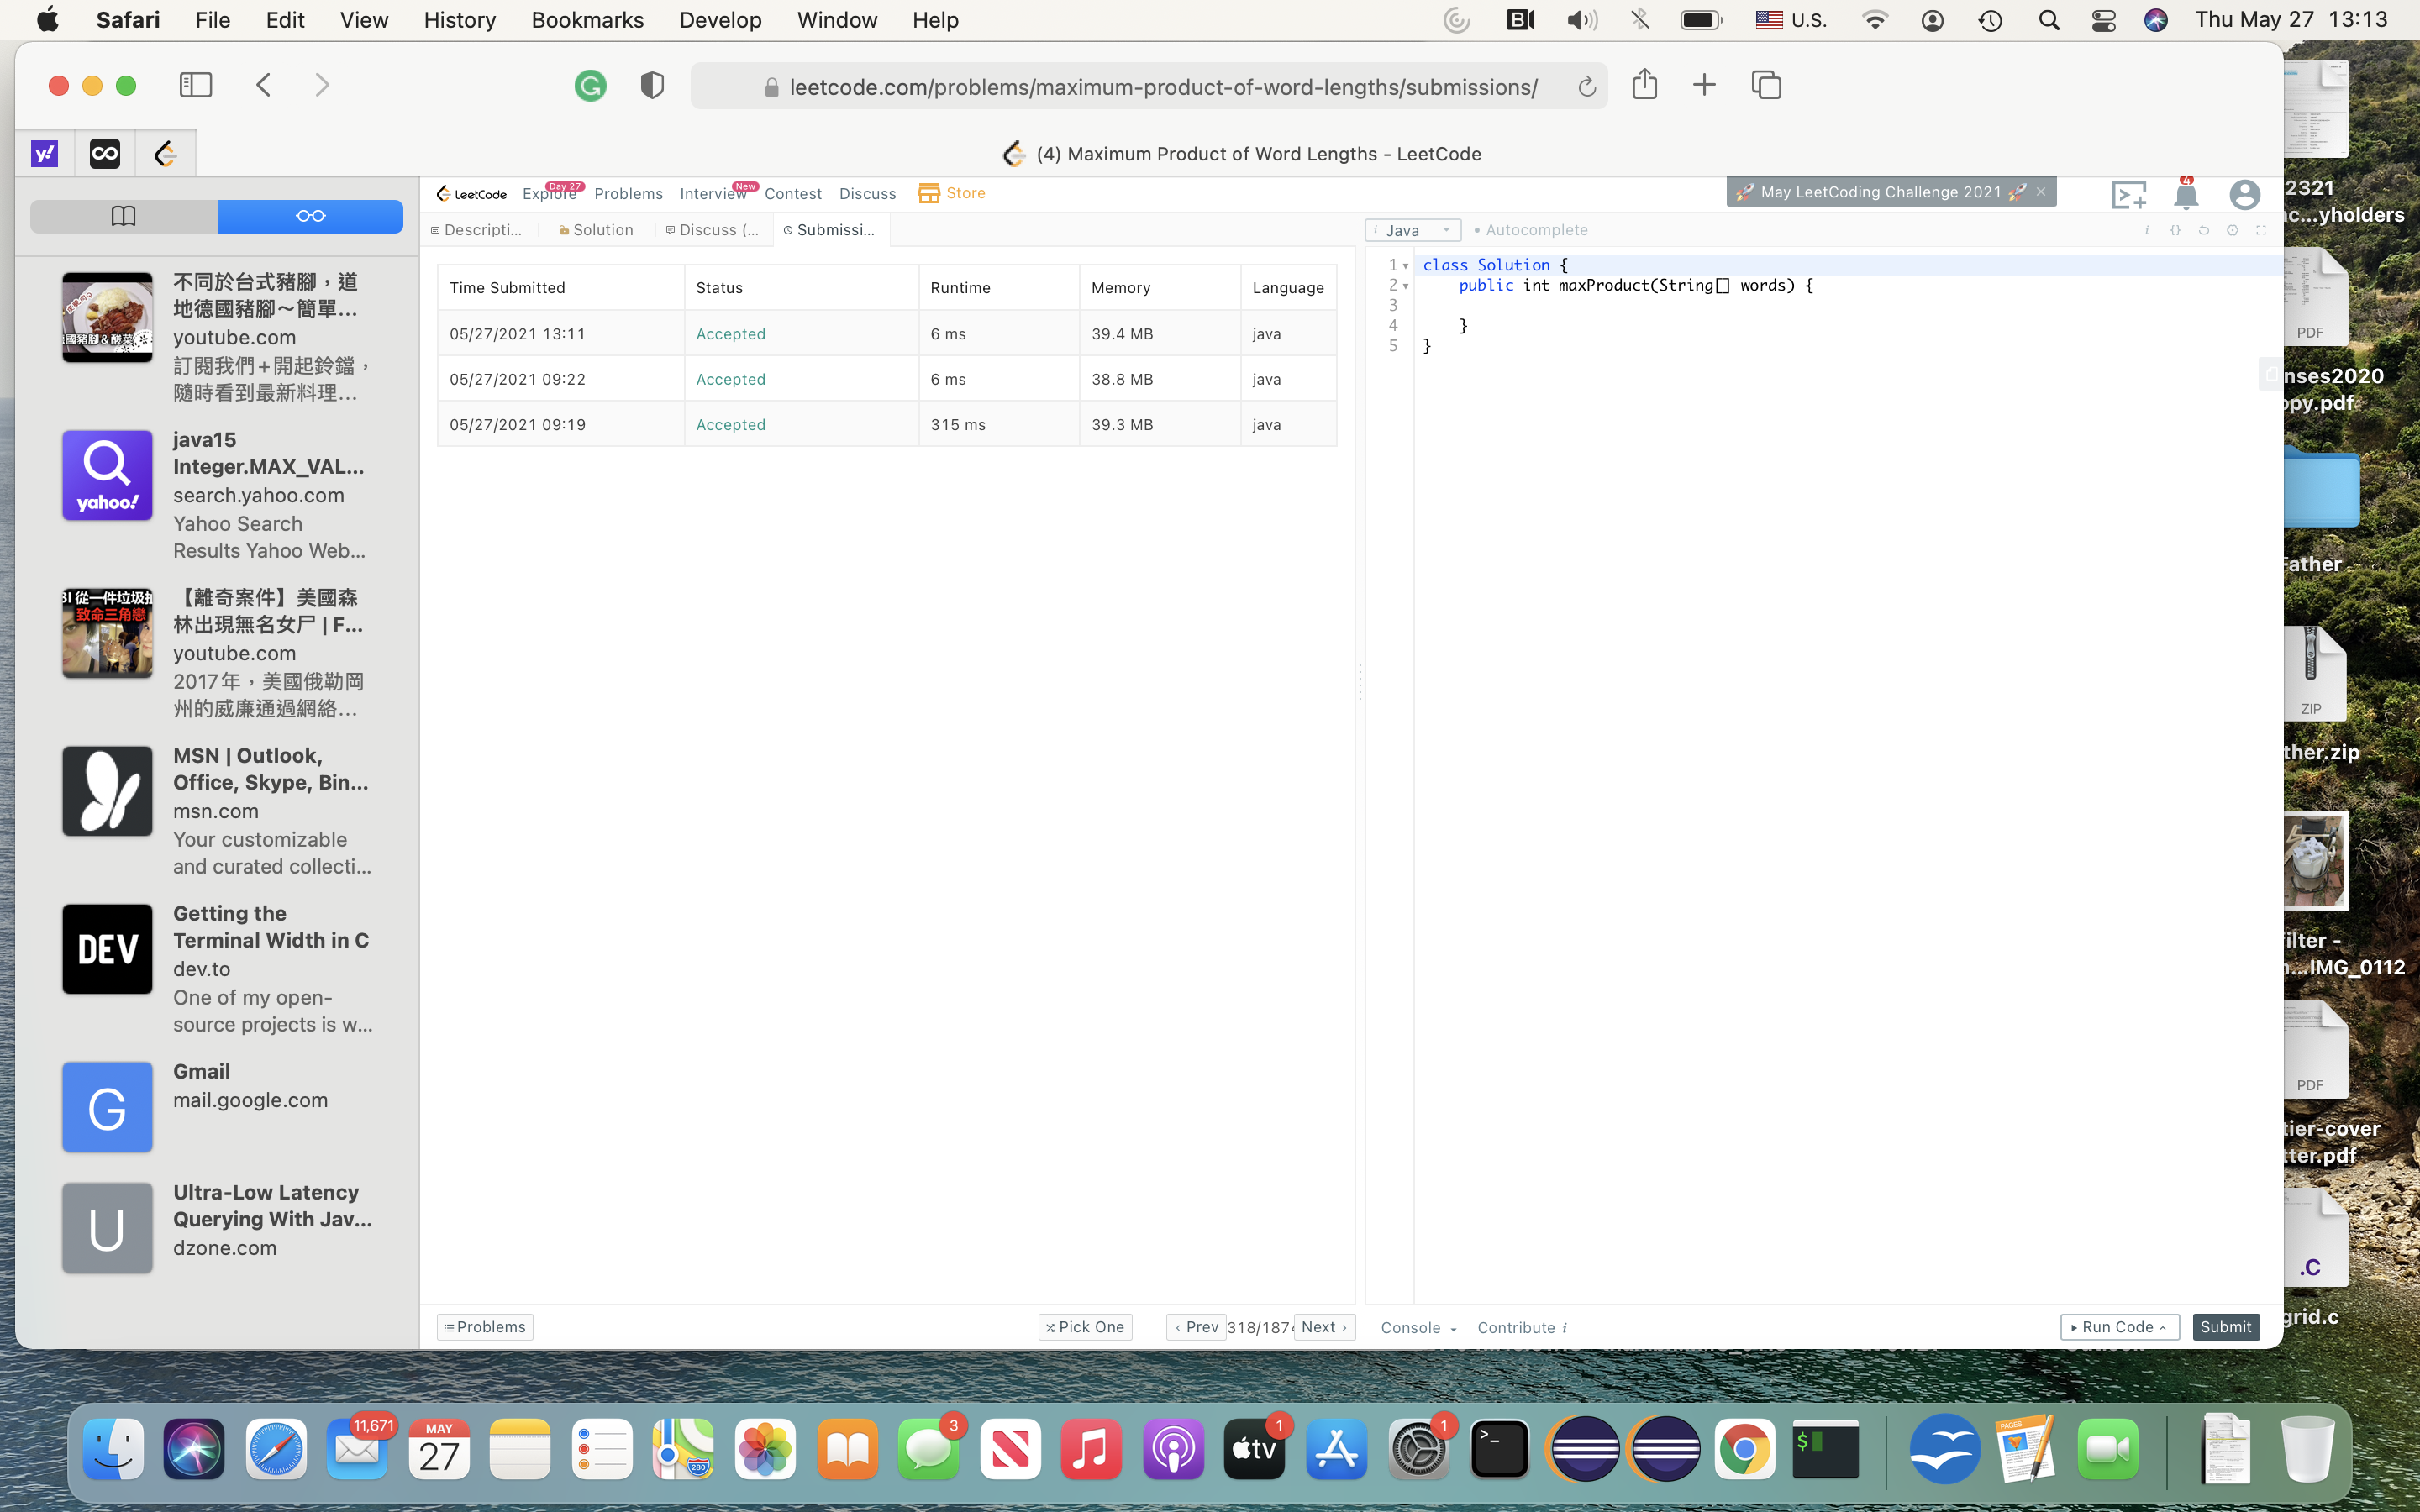 Safari File Edit View History Bookmarks Develop Window Help U.S. Thu May 27 13:13
leetcode.com/problems/maximum-product-of-word-lengths/submissions/
(4) Maximum Product of Word Lengths - LeetCode
LeetCode Explore Day 27 Problems Interview New Contest Discuss Store
🚀 May LeetCoding Challenge 2021 🚀 ×
4
Descripti... Solution Discuss (... Submissi...
Java Autocomplete
Time Submitted Status Runtime Memory Language
05/27/2021 13:11 Accepted 6 ms 39.4 MB java
05/27/2021 09:22 Accepted 6 ms 38.8 MB java
05/27/2021 09:19 Accepted 315 ms 39.3 MB java
1 class Solution {
2 public int maxProduct(String[] words) {
3
4 }
5 }
不同於台式豬腳，道
地德國豬腳～簡單...
youtube.com
訂閱我們+開起鈴鐺，
隨時看到最新料理...
java15
Integer.MAX_VAL...
search.yahoo.com
Yahoo Search
Results Yahoo Web...
yahoo!
【離奇案件】美國森
林出現無名女尸 | F...
youtube.com
2017年，美國俄勒岡
州的威廉通過網絡...
致命三角戀
MSN | Outlook,
Office, Skype, Bin...
msn.com
Your customizable
and curated collecti...
DEV
Getting the
Terminal Width in C
dev.to
One of my open-
source projects is w...
G
Gmail
mail.google.com
U
Ultra-Low Latency
Querying With Jav...
dzone.com
Problems Pick One ‹ Prev 318/187 Next › Console Contribute i Run Code Submit
2321
...yholders
PDF
nses2020
opy.pdf
Father
ZIP
ther.zip
ilter -
...IMG_0112
PDF
tier-cover
tter.pdf
.C
grid.c
11,671
MAY
27
3
280
tv
1
1
>_
$
PAGES